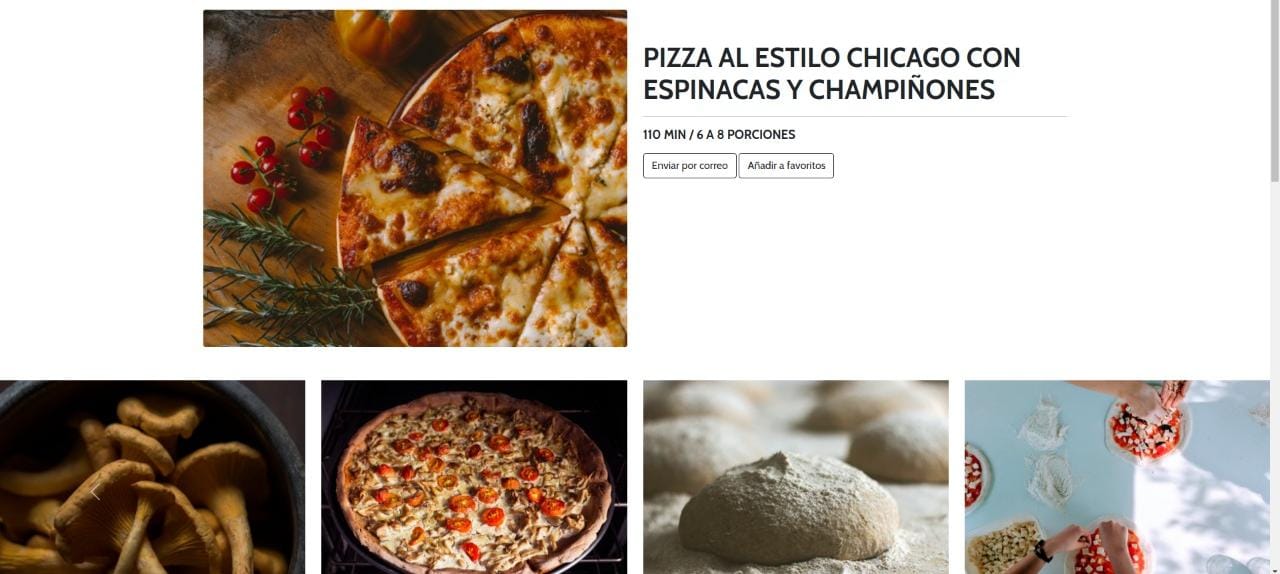 PIZZA AL ESTILO CHICAGO CON
ESPINACAS Y CHAMPIÑONES
110 MIN / 6 A 8 PORCIONES
Enviar por correo
Añadir a favoritos